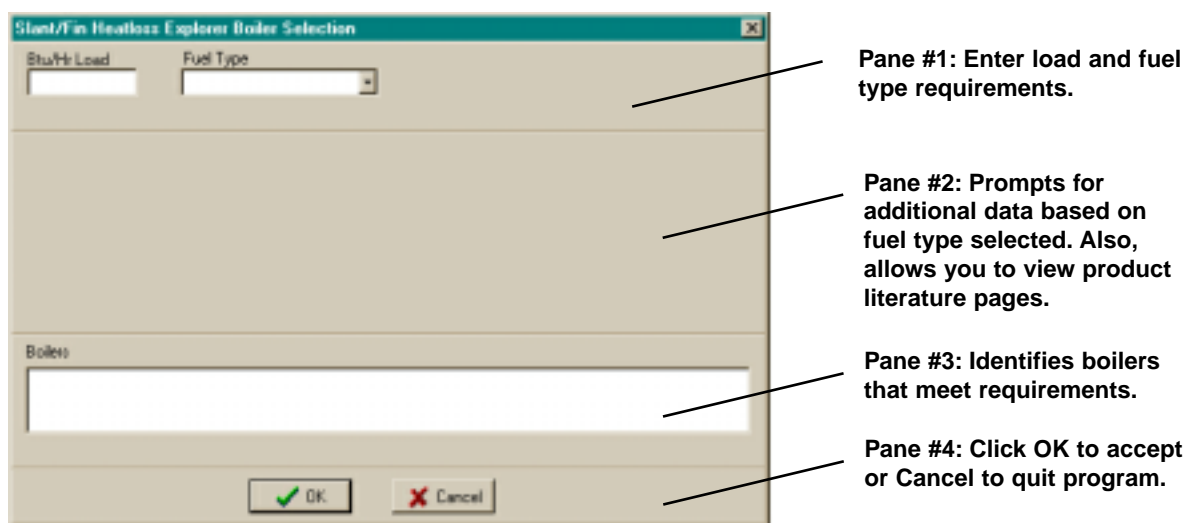 Slant/Fin Heatloss Explorer Boiler Selection
Btu/Hr Load
Fuel Type
Pane #1: Enter load and fuel
type requirements.
Pane #2: Prompts for
additional data based on
fuel type selected. Also,
allows you to view product
literature pages.
Boilers
Pane #3: Identifies boilers
that meet requirements.
Pane #4: Click OK to accept
or Cancel to quit program.
OK
Cancel